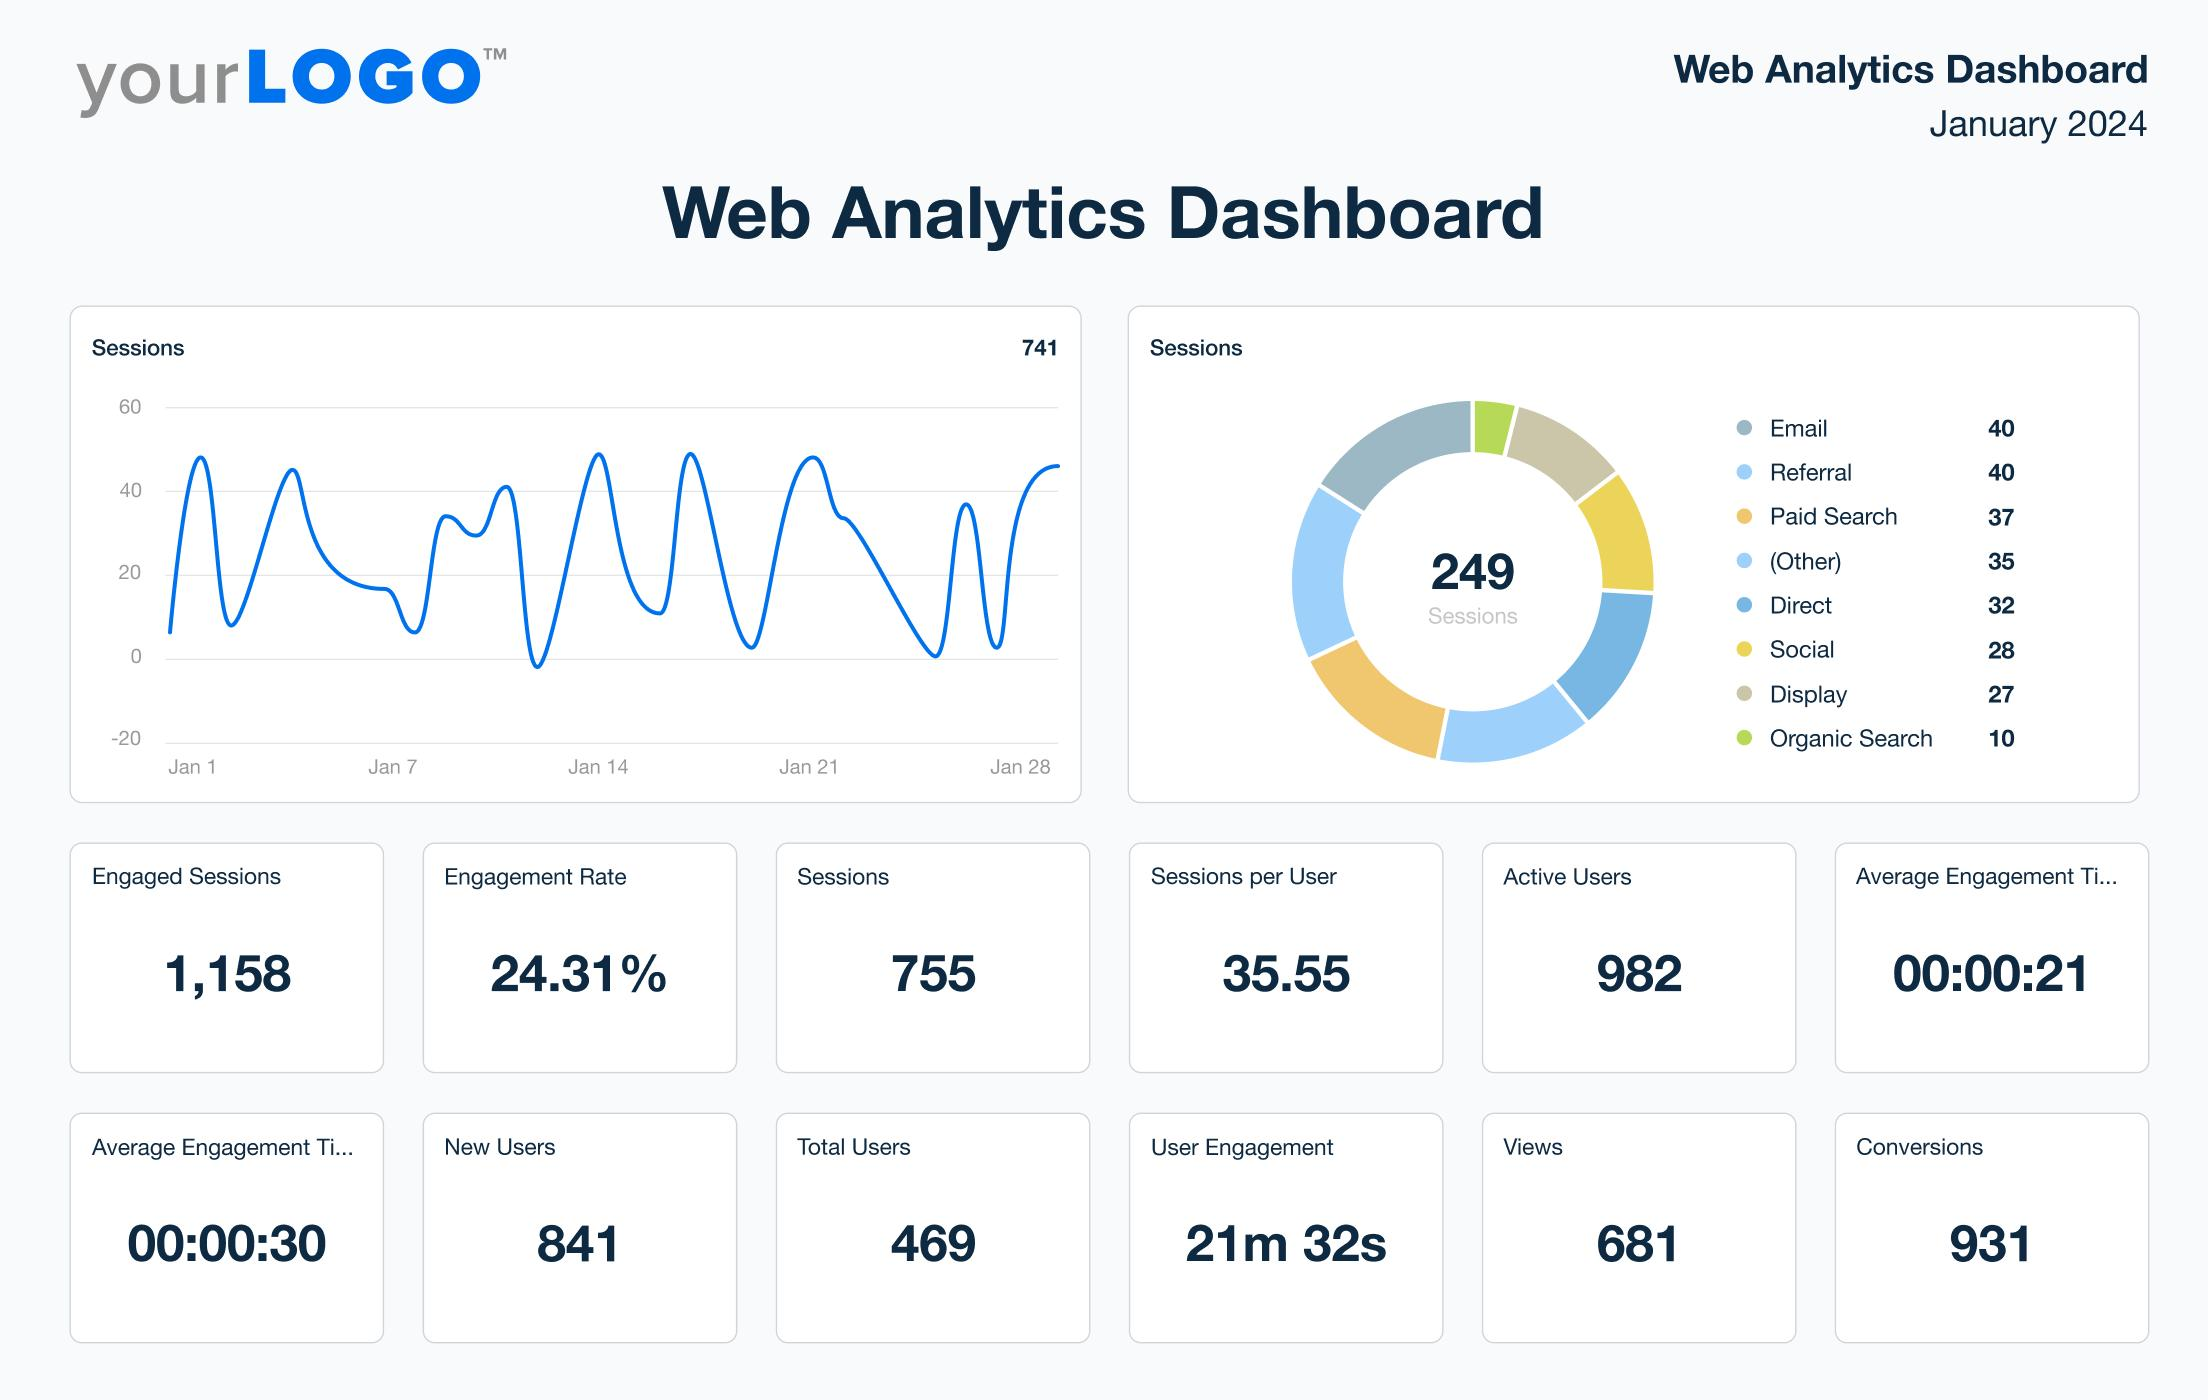 yourLOGO™
Web Analytics Dashboard
January 2024
Web Analytics Dashboard
Sessions 741
60
40
20
0
-20
Jan 1 Jan 7 Jan 14 Jan 21 Jan 28
Sessions
249
Sessions
Email 40
Referral 40
Paid Search 37
(Other) 35
Direct 32
Social 28
Display 27
Organic Search 10
Engaged Sessions
1,158
Engagement Rate
24.31%
Sessions
755
Sessions per User
35.55
Active Users
982
Average Engagement Ti...
00:00:21
Average Engagement Ti...
00:00:30
New Users
841
Total Users
469
User Engagement
21m 32s
Views
681
Conversions
931